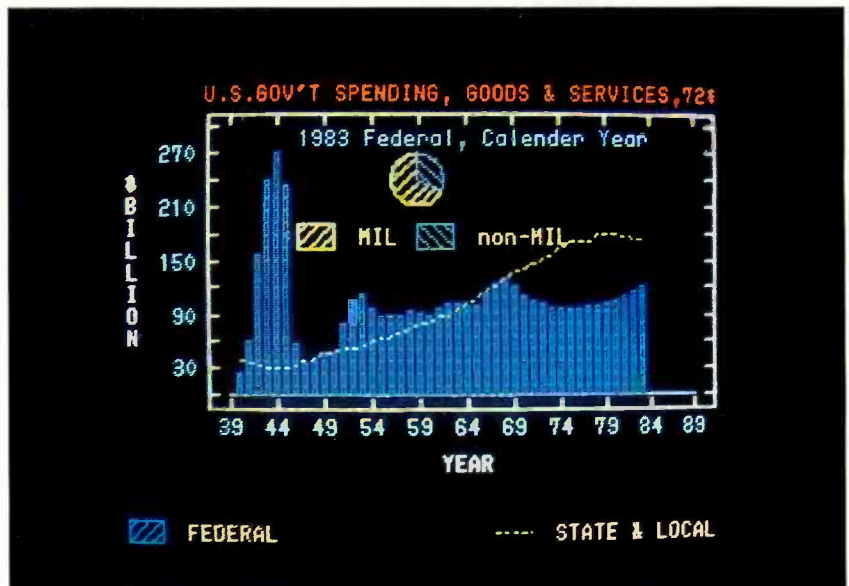 U.S.GOV'T SPENDING, GOODS & SERVICES,72$
1983 Federal, Calender Year
270
210
150
90
30
$ BILLION
MIL non-MIL
39 44 49 54 59 64 69 74 79 84 89
YEAR
FEDERAL
STATE & LOCAL